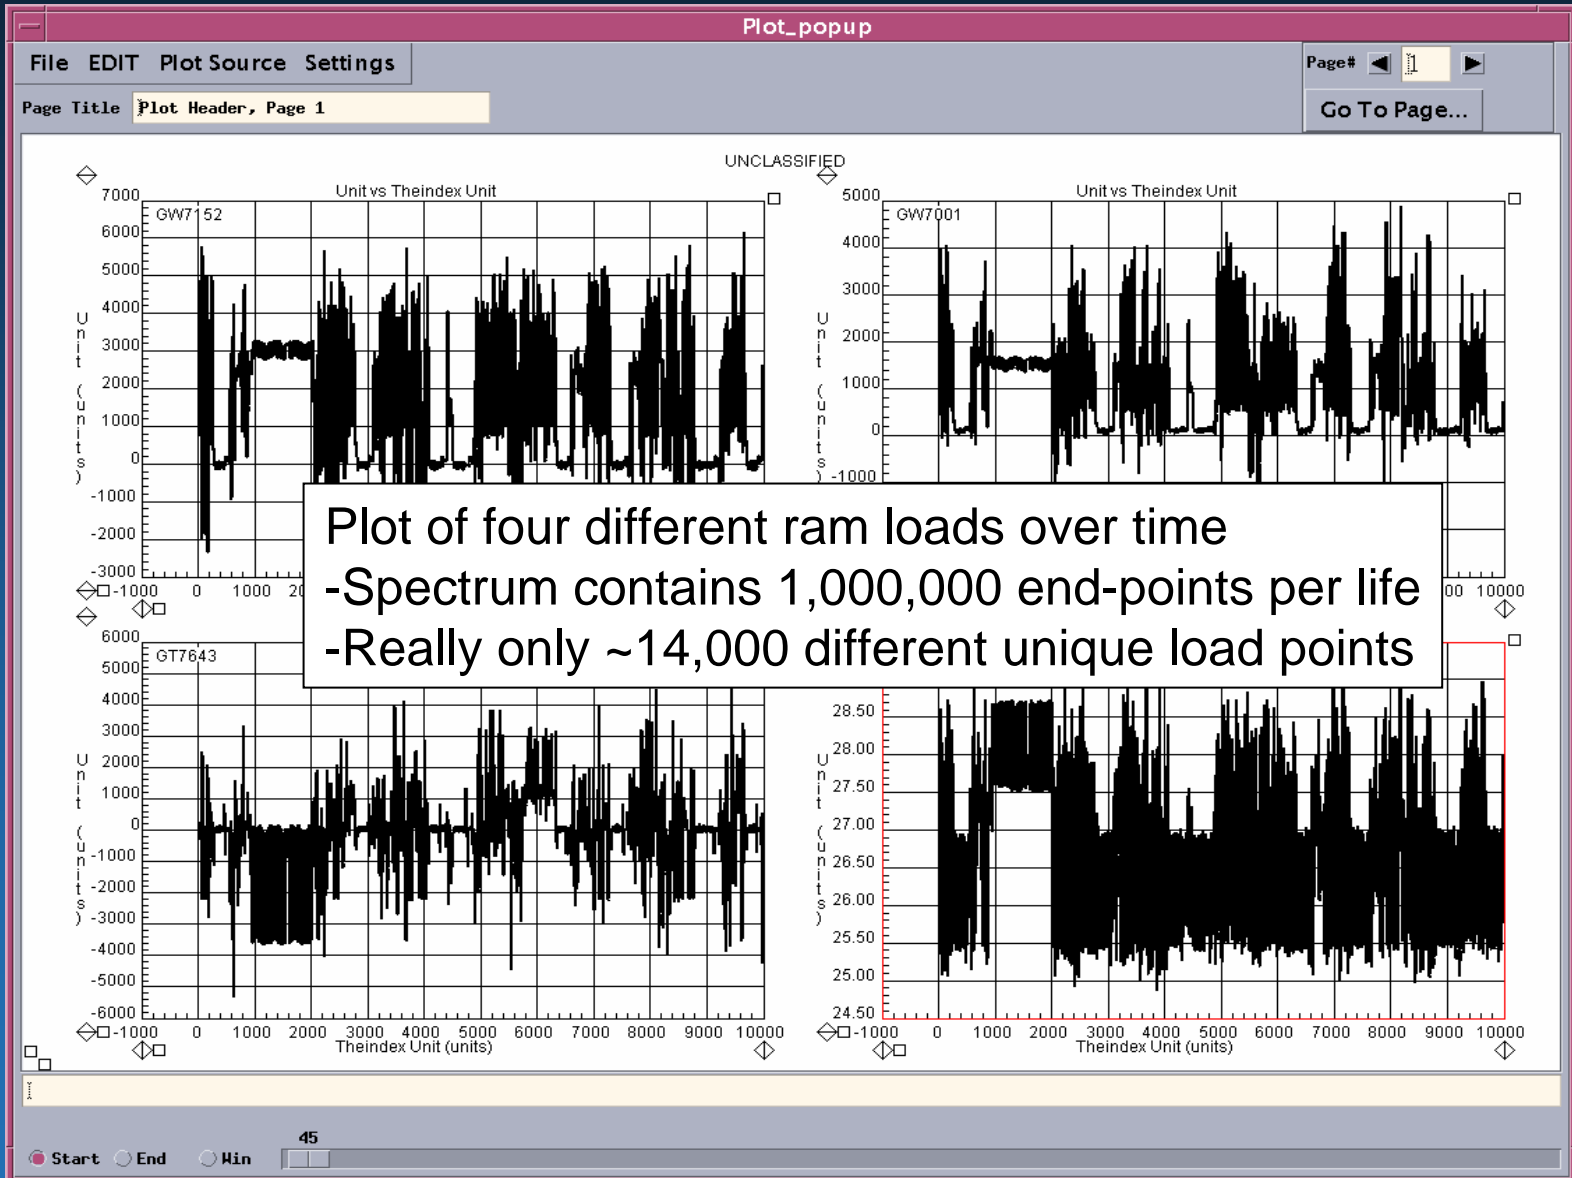 Plot_popup
File EDIT Plot Source Settings
Page# 1
Page Title Plot Header, Page 1
Go To Page...
UNCLASSIFIED
Unit vs Theindex Unit
GW7152
7000
6000
5000
4000
3000
2000
1000
0
-1000
-2000
-3000
Unit (units)
-1000 0 1000
Unit vs Theindex Unit
GW7001
5000
4000
3000
2000
1000
0
-1000
Unit (units)
10000
Plot of four different ram loads over time
-Spectrum contains 1,000,000 end-points per life
-Really only ~14,000 different unique load points
GT7643
6000
5000
4000
3000
2000
1000
0
-1000
-2000
-3000
-4000
-5000
-6000
Unit (units)
-1000 0 1000 2000 3000 4000 5000 6000 7000 8000 9000 10000
Theindex Unit (units)
28.50
28.00
27.50
27.00
26.50
26.00
25.50
25.00
24.50
Unit (units)
-1000 0 1000 2000 3000 4000 5000 6000 7000 8000 9000 10000
Theindex Unit (units)
45
Start End Win